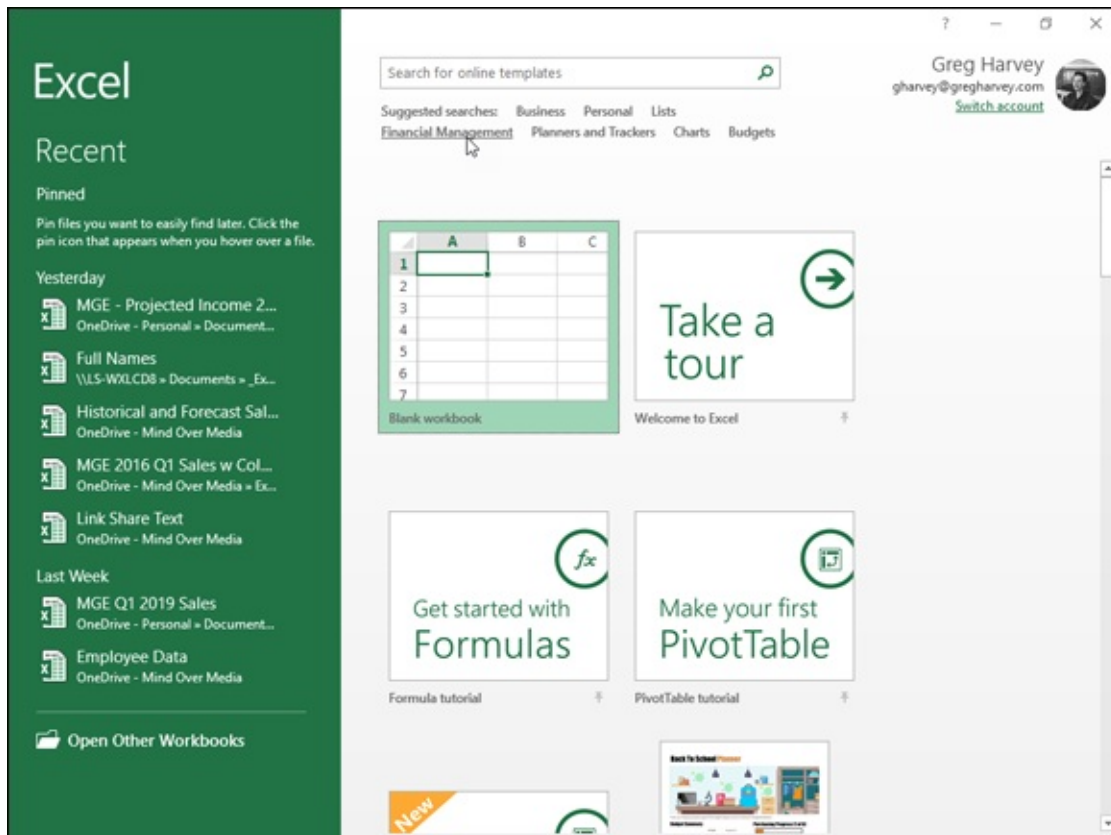 Excel
Recent
Pinned
Pin files you want to easily find later. Click the
pin icon that appears when you hover over a file.
Yesterday
MGE - Projected Income 2...
OneDrive - Personal » Document...
Full Names
\\LS-WXLCD8 » Documents » _Ex...
Historical and Forecast Sal...
OneDrive - Mind Over Media
MGE 2016 Q1 Sales w Col...
OneDrive - Mind Over Media » Ex...
Link Share Text
OneDrive - Mind Over Media
Last Week
MGE Q1 2019 Sales
OneDrive - Personal » Document...
Employee Data
OneDrive - Mind Over Media
Open Other Workbooks
?
Search for online templates
Suggested searches: Business Personal Lists
Financial Management Planners and Trackers Charts Budgets
Greg Harvey
gharvey@gregharvey.com
Switch account
A B C
1
2
3
4
5
6
7
Blank workbook
Take a
tour
Welcome to Excel
fx
Get started with
Formulas
Formula tutorial
Make your first
PivotTable
PivotTable tutorial
New
Back To School Planner